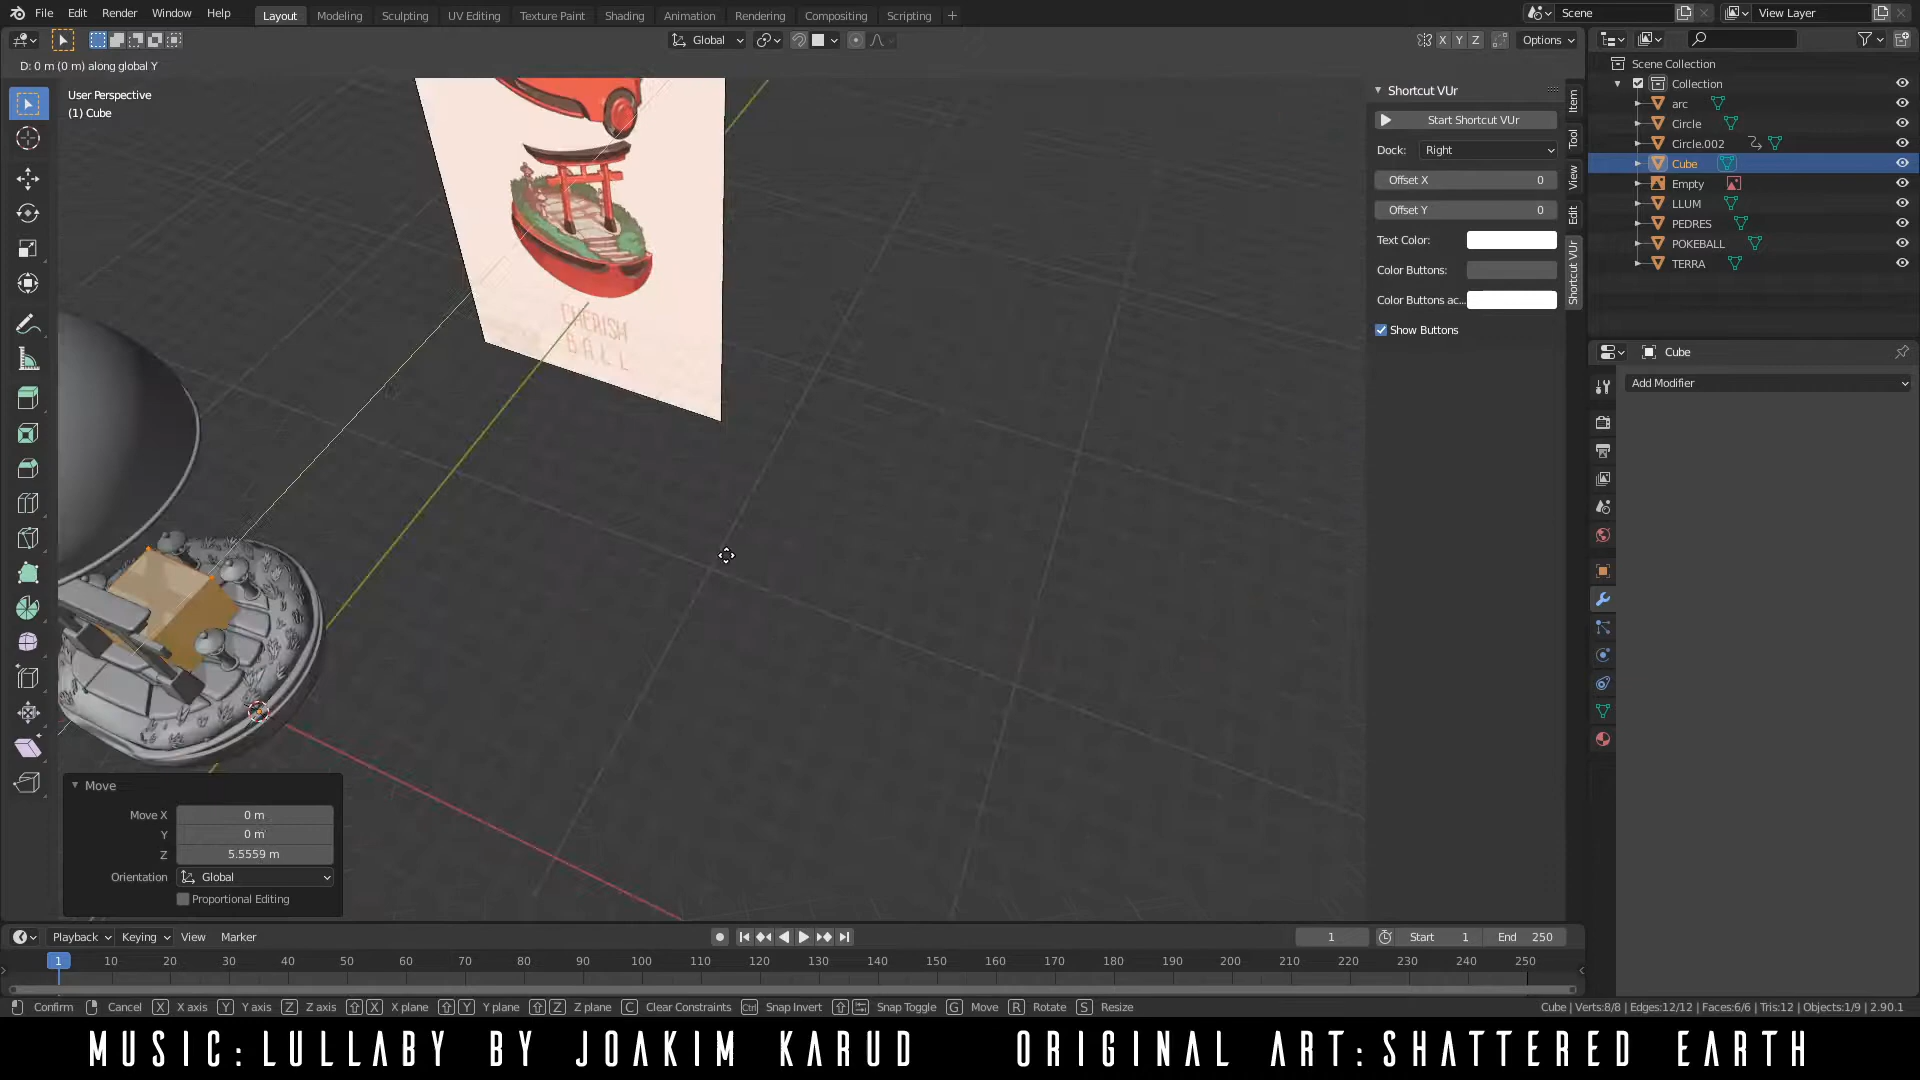 File Edit Render Window Help Layout Modeling Sculpting UV Editing Texture Paint Shading Animation Rendering Compositing Scripting + Scene View Layer
Global X Y Z Options
D: 0 m (0 m) along global Y
User Perspective
(1) Cube
CHERISH
BALL
Shortcut VUr
Start Shortcut VUr
Dock: Right
Offset X 0
Offset Y 0
Text Color:
Color Buttons:
Color Buttons ac...
Show Buttons
Item
Tool
View
Edit
Shortcut VUr
Scene Collection
Collection
arc
Circle
Circle.002
Cube
Empty
LLUM
PEDRES
POKEBALL
TERRA
Cube
Add Modifier
Move
Move X 0 m
Y 0 m
Z 5.5559 m
Orientation Global
Proportional Editing
Playback Keying View Marker 1 Start 1 End 250
1 10 20 30 40 50 60 70 80 90 100 110 120 130 140 150 160 170 180 190 200 210 220 230 240 250
Confirm Cancel X X axis Y Y axis Z Z axis X X plane Y Y plane Z Z plane C Clear Constraints Ctrl Snap Invert Snap Toggle G Move R Rotate S Resize Cube | Verts:8/8 | Edges:12/12 | Faces:6/6 | Tris:12 | Objects:1/9 | 2.90.1
MUSIC:LULLABY BY JOAKIM KARUD ORIGINAL ART:SHATTERED EARTH